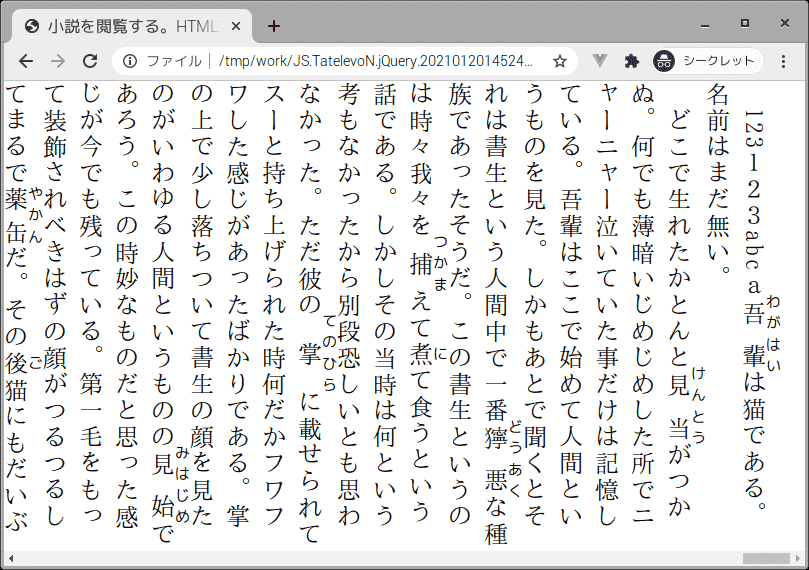 小説を閲覧する。HTML
ファイル | /tmp/work/JS.TatelevoN.jQuery.2021012014524...
シークレット
わがはい
123１２３abcａ吾輩は猫である。
名前はまだ無い。
けんとう
どこで生れたかとんと見当がつか
ぬ。何でも薄暗いじめじめした所でニ
ャーニャー泣いていた事だけは記憶し
ている。吾輩はここで始めて人間とい
うものを見た。しかもあとで聞くとそ
どうあく
れは書生という人間中で一番獰悪な種
族であったそうだ。この書生というの
つかま に
は時々我々を捕えて煮て食うという
話である。しかしその当時は何という
考もなかったから別段恐しいとも思わ
てのひら
なかった。ただ彼の掌に載せられて
スーと持ち上げられた時何だかフワフ
ワした感じがあったばかりである。掌
の上で少し落ちついて書生の顔を見た
みはじめ
のがいわゆる人間というものの見始で
あろう。この時妙なものだと思った感
じが今でも残っている。第一毛をもっ
て装飾されべきはずの顔がつるつるし
やかん ご
てまるで薬缶だ。その後猫にもだいぶ